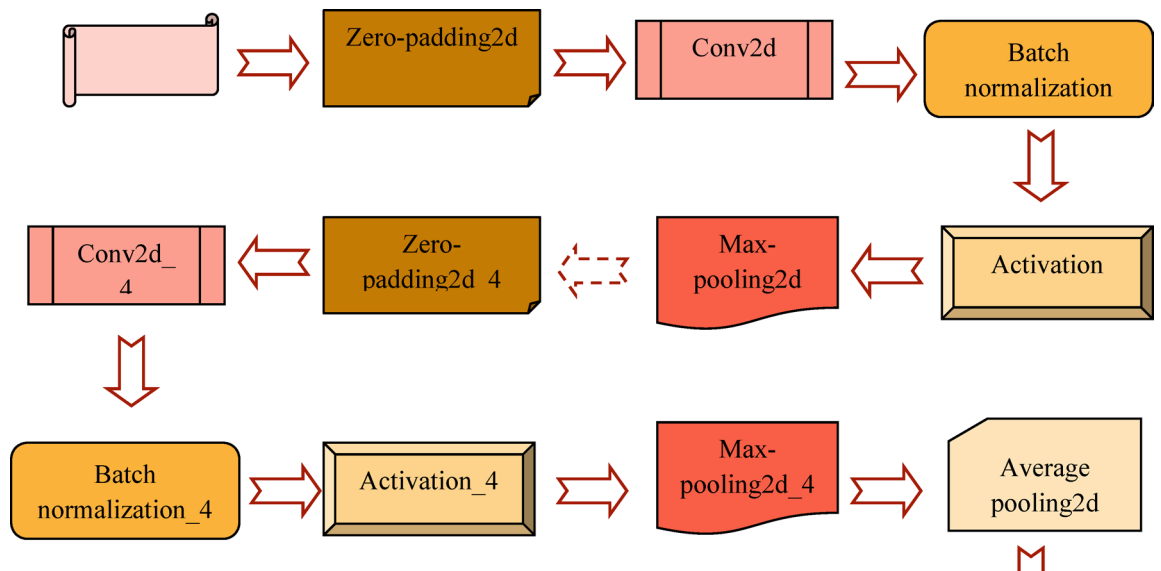 Zero-padding2d
Conv2d
Batch
normalization
Conv2d_
4
Zero-
padding2d_4
Max-
pooling2d
Activation
Batch
normalization_4
Activation_4
Max-
pooling2d_4
Average
pooling2d